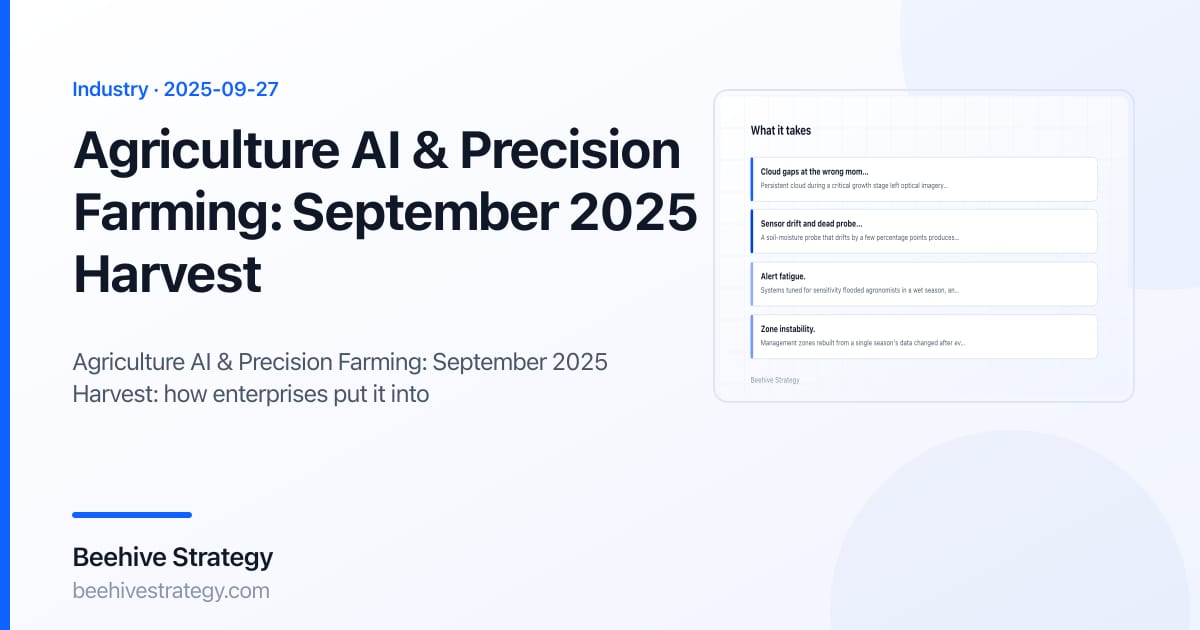 Industry · 2025-09-27
Agriculture AI & Precision
Farming: September 2025
Harvest
Agriculture AI & Precision Farming: September 2025
Harvest: how enterprises put it into
Beehive Strategy
beehivestrategy.com
What it takes
Cloud gaps at the wrong mom...
Persistent cloud during a critical growth stage left optical imagery...
Sensor drift and dead probe...
A soil-moisture probe that drifts by a few percentage points produces...
Alert fatigue.
Systems tuned for sensitivity flooded agronomists in a wet season, an...
Zone instability.
Management zones rebuilt from a single season's data changed after ev...
Beehive Strategy